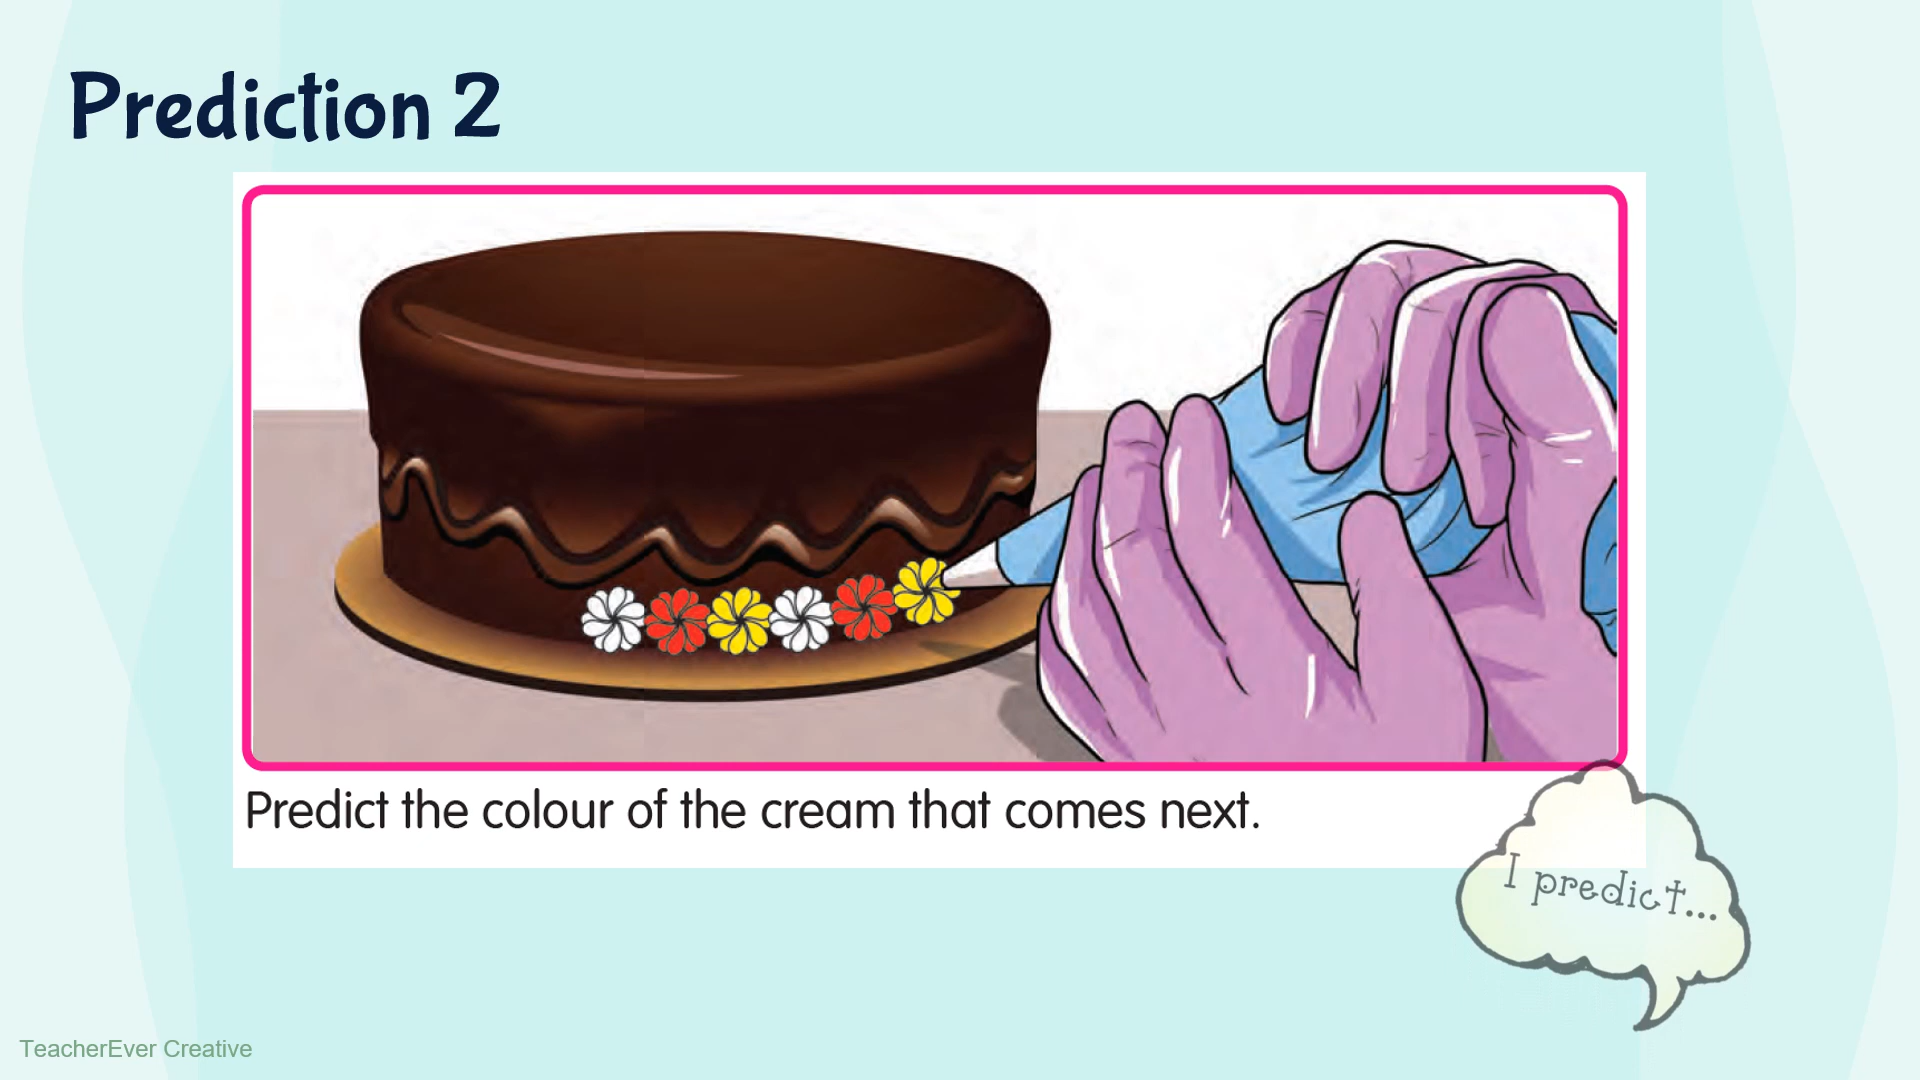 Prediction 2
Predict the colour of the cream that comes next.
I predict...
TeacherEver Creative